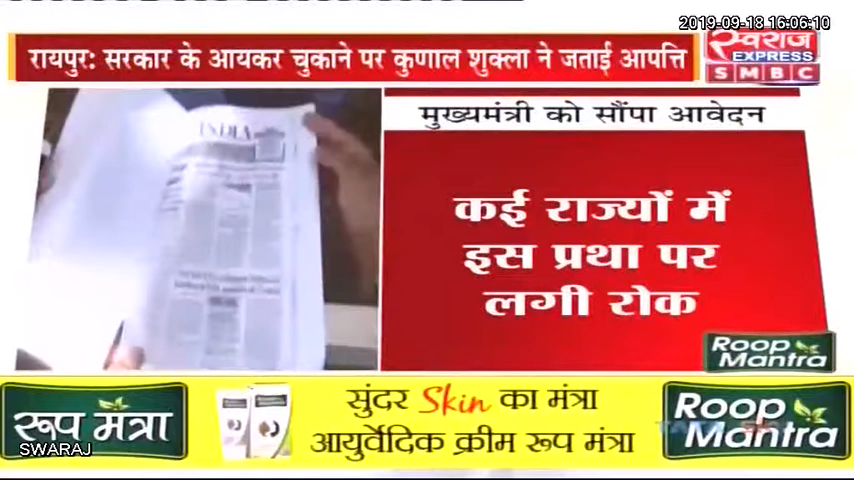 2019-09-18 16:06:10
रायपुर: सरकार के आयकर चुकाने पर कुणाल शुक्ला ने जताई आपत्ति
स्वराज
EXPRESS
SMBC
मुख्यमंत्री को सौंपा आवेदन
INDIA
कई राज्यों में
इस प्रथा पर
लगी रोक
Roop
Mantra
रूप मंत्रा
सुंदर Skin का मंत्रा
आयुर्वेदिक क्रीम रूप मंत्रा
Roop
Mantra
SWARAJ